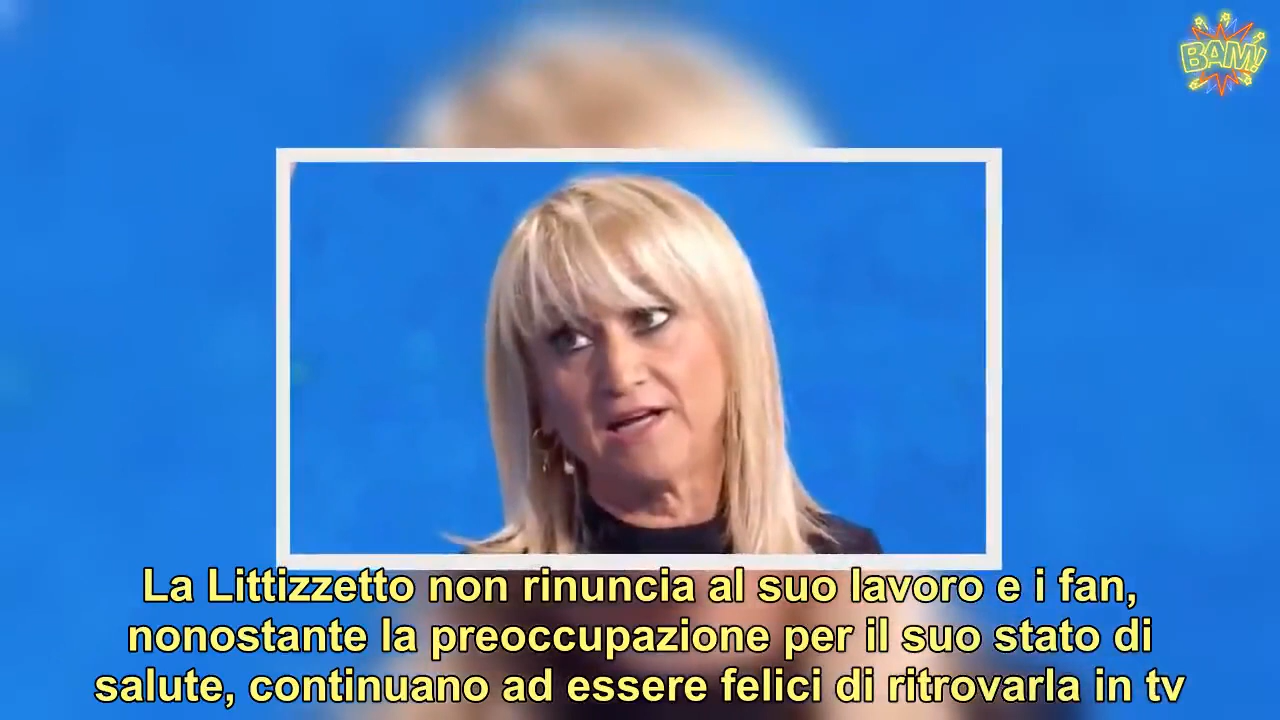 BAM!
La Littizzetto non rinuncia al suo lavoro e i fan,
nonostante la preoccupazione per il suo stato di
salute, continuano ad essere felici di ritrovarla in tv